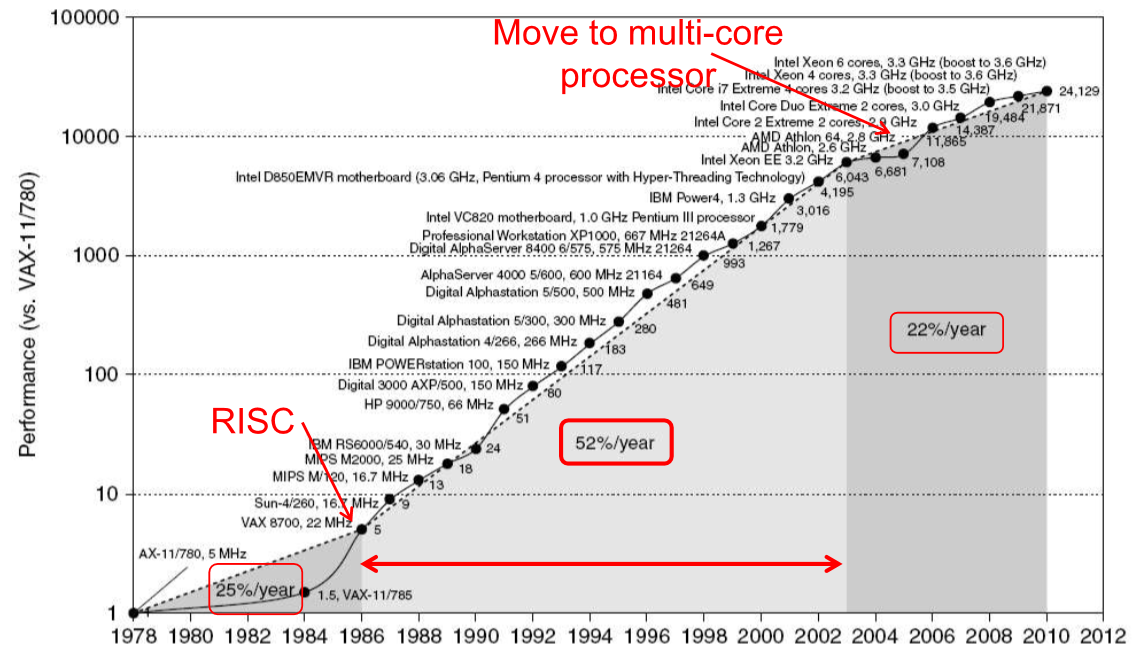 100000
10000
1000
100
10
1
Performance (vs. VAX-11/780)
Move to multi-core
processor
Intel Xeon 6 cores, 3.3 GHz (boost to 3.6 GHz)
Intel Xeon 4 cores, 3.3 GHz (boost to 3.6 GHz)
Intel Core i7 Extreme 4 cores 3.2 GHz (boost to 3.5 GHz)
24,129
Intel Core Duo Extreme 2 cores, 3.0 GHz
21,871
Intel Core 2 Extreme 2 cores, 2.9 GHz
19,484
14,387
AMD Athlon 64, 2.8 GHz
11,865
AMD Athlon, 2.6 GHz
7,108
Intel Xeon EE 3.2 GHz
6,681
6,043
Intel D850EMVR motherboard (3.06 GHz, Pentium 4 processor with Hyper-Threading Technology)
4,195
IBM Power4, 1.3 GHz
3,016
Intel VC820 motherboard, 1.0 GHz Pentium III processor
1,779
Professional Workstation XP1000, 667 MHz 21264A
1,267
Digital AlphaServer 8400 6/575, 575 MHz 21264
993
AlphaServer 4000 5/600, 600 MHz 21164
649
Digital Alphastation 5/500, 500 MHz
481
Digital Alphastation 5/300, 300 MHz
280
22%/year
Digital Alphastation 4/266, 266 MHz
183
IBM POWERstation 100, 150 MHz
117
Digital 3000 AXP/500, 150 MHz
80
HP 9000/750, 66 MHz
51
RISC
52%/year
IBM RS6000/540, 30 MHz
24
MIPS M2000, 25 MHz
18
MIPS M/120, 16.7 MHz
13
Sun-4/260, 16.7 MHz
9
VAX 8700, 22 MHz
5
AX-11/780, 5 MHz
25%/year
1.5, VAX-11/785
1978 1980 1982 1984 1986 1987 1988 1990 1992 1994 1996 1998 2000 2002 2004 2006 2008 2010 2012